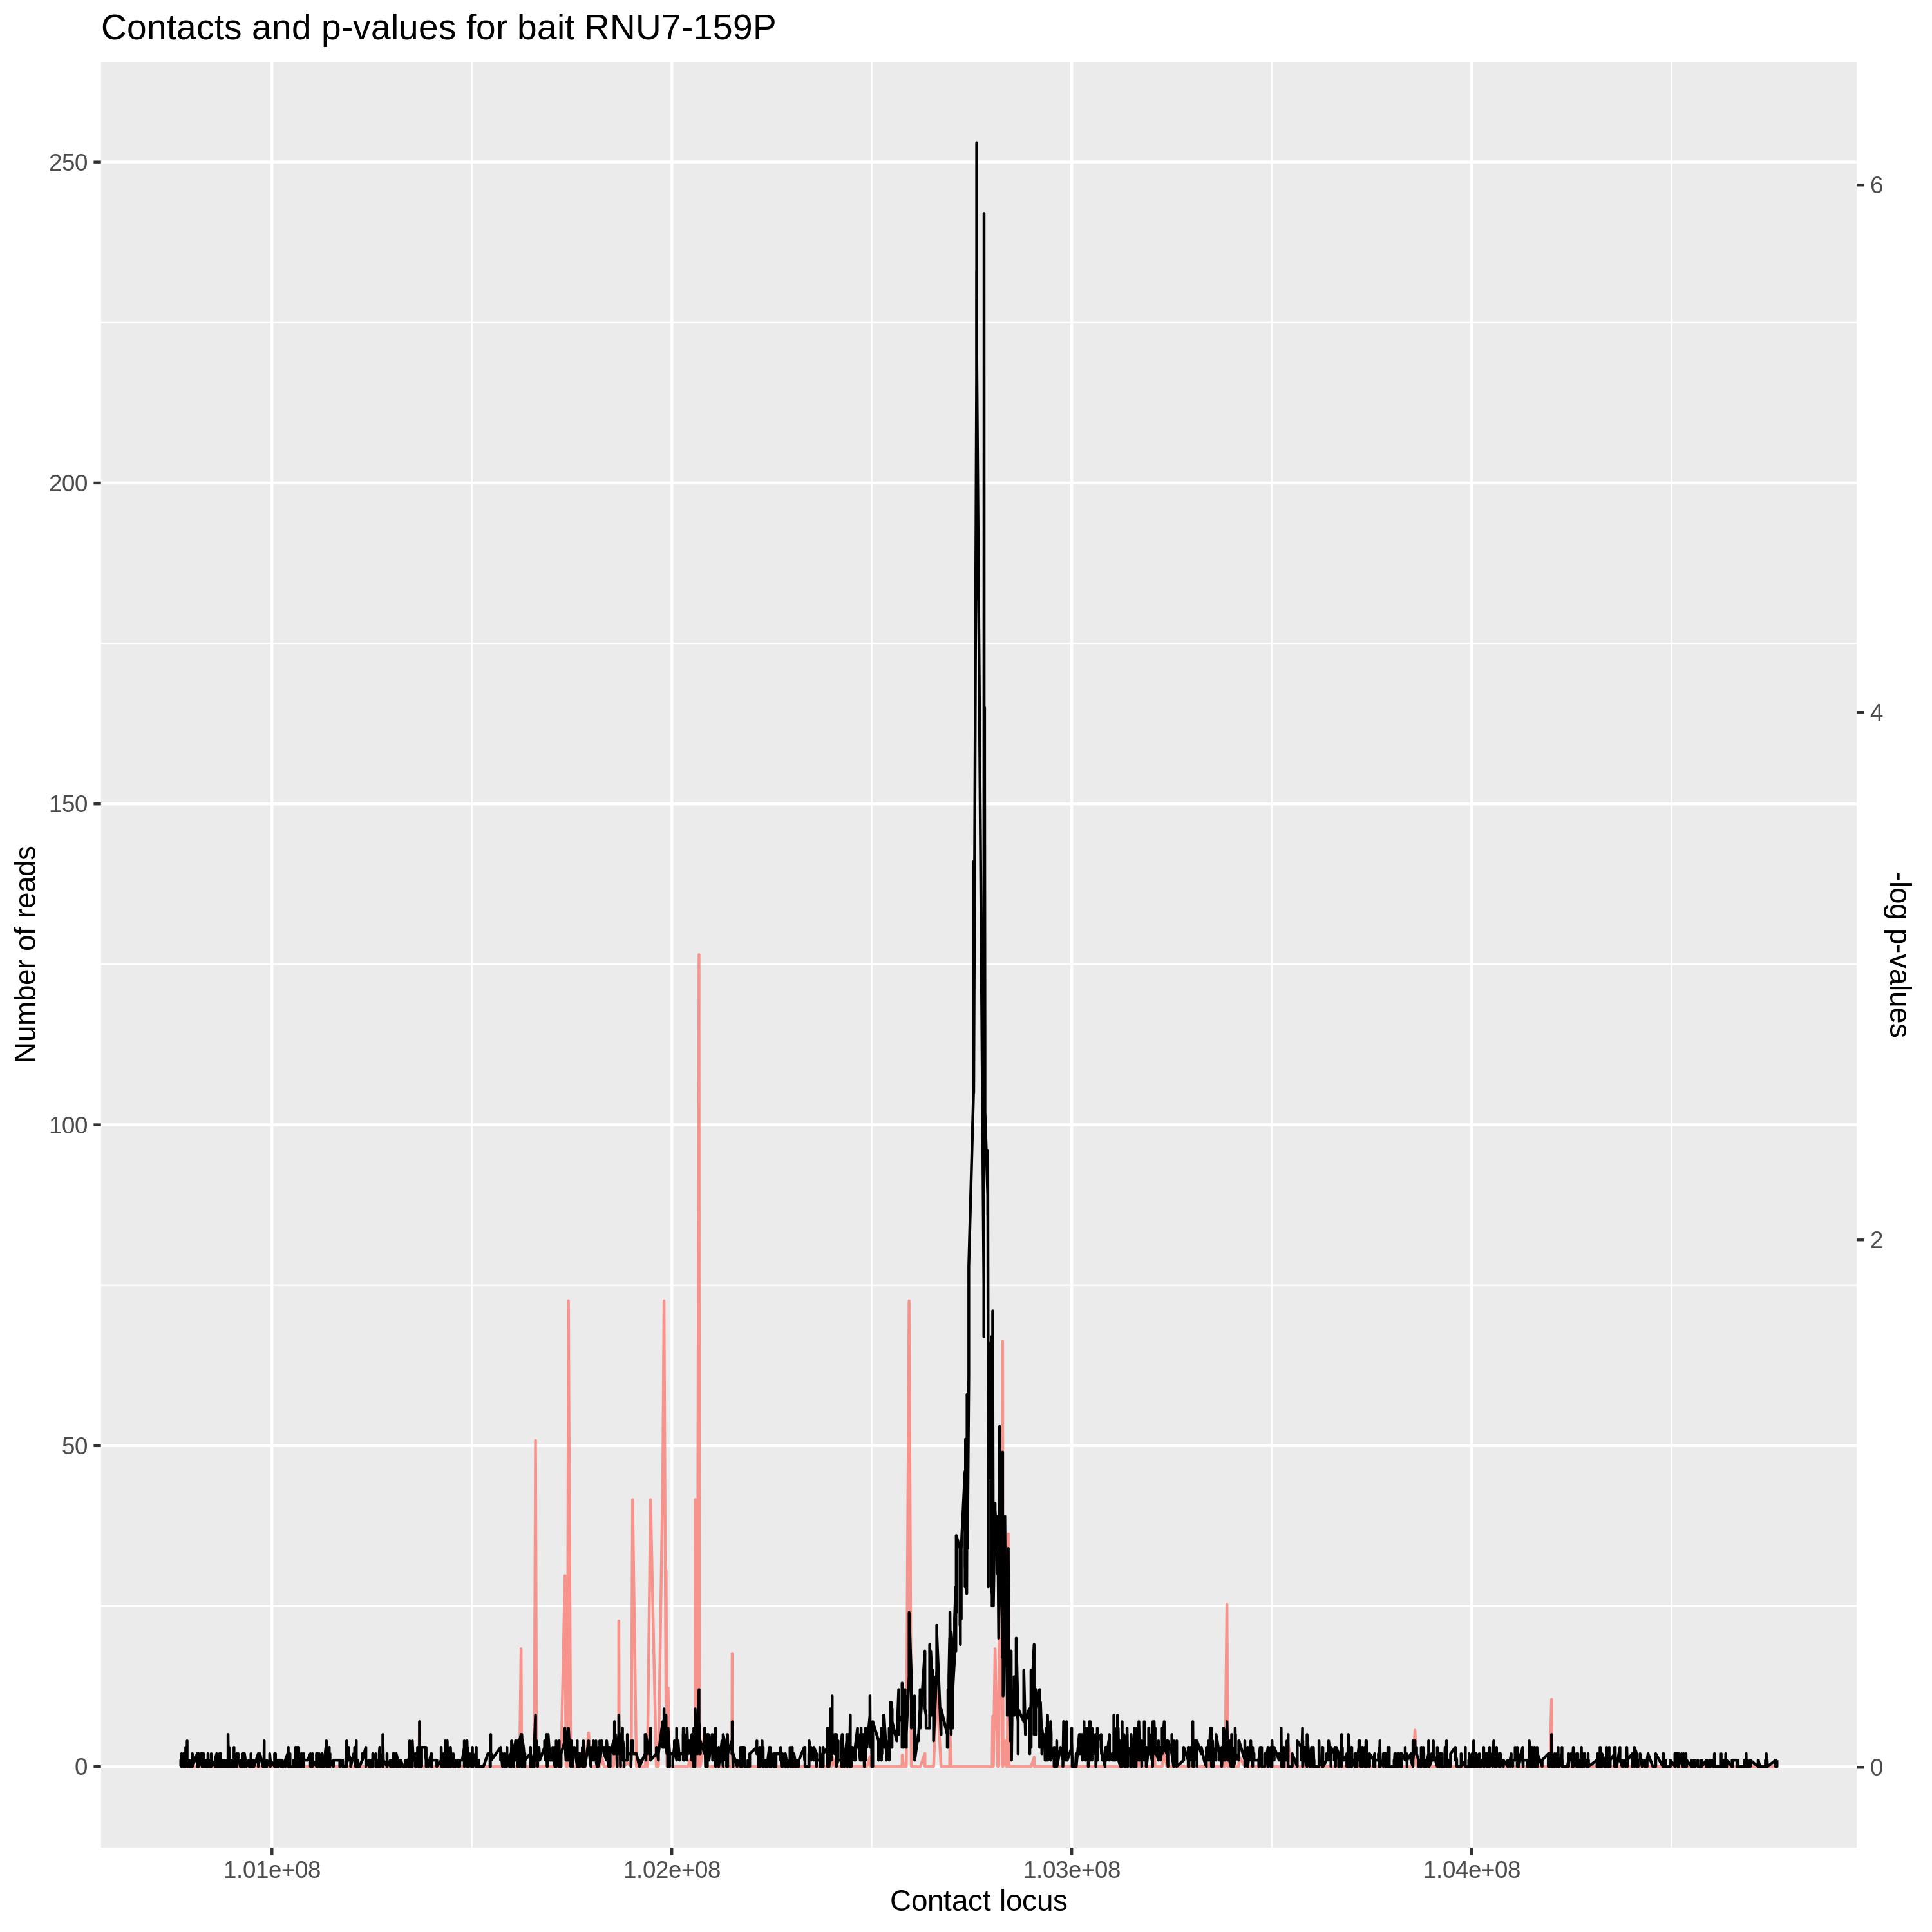 Contacts and p-values for bait RNU7-159P
250
200
150
100
50
0
Number of reads
6
4
2
0
-log p-values
1.01e+08
1.02e+08
1.03e+08
1.04e+08
Contact locus